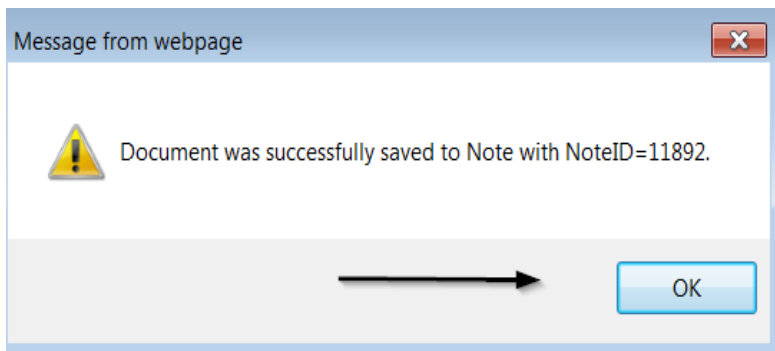 Message from webpage
Document was successfully saved to Note with NoteID=11892.
OK